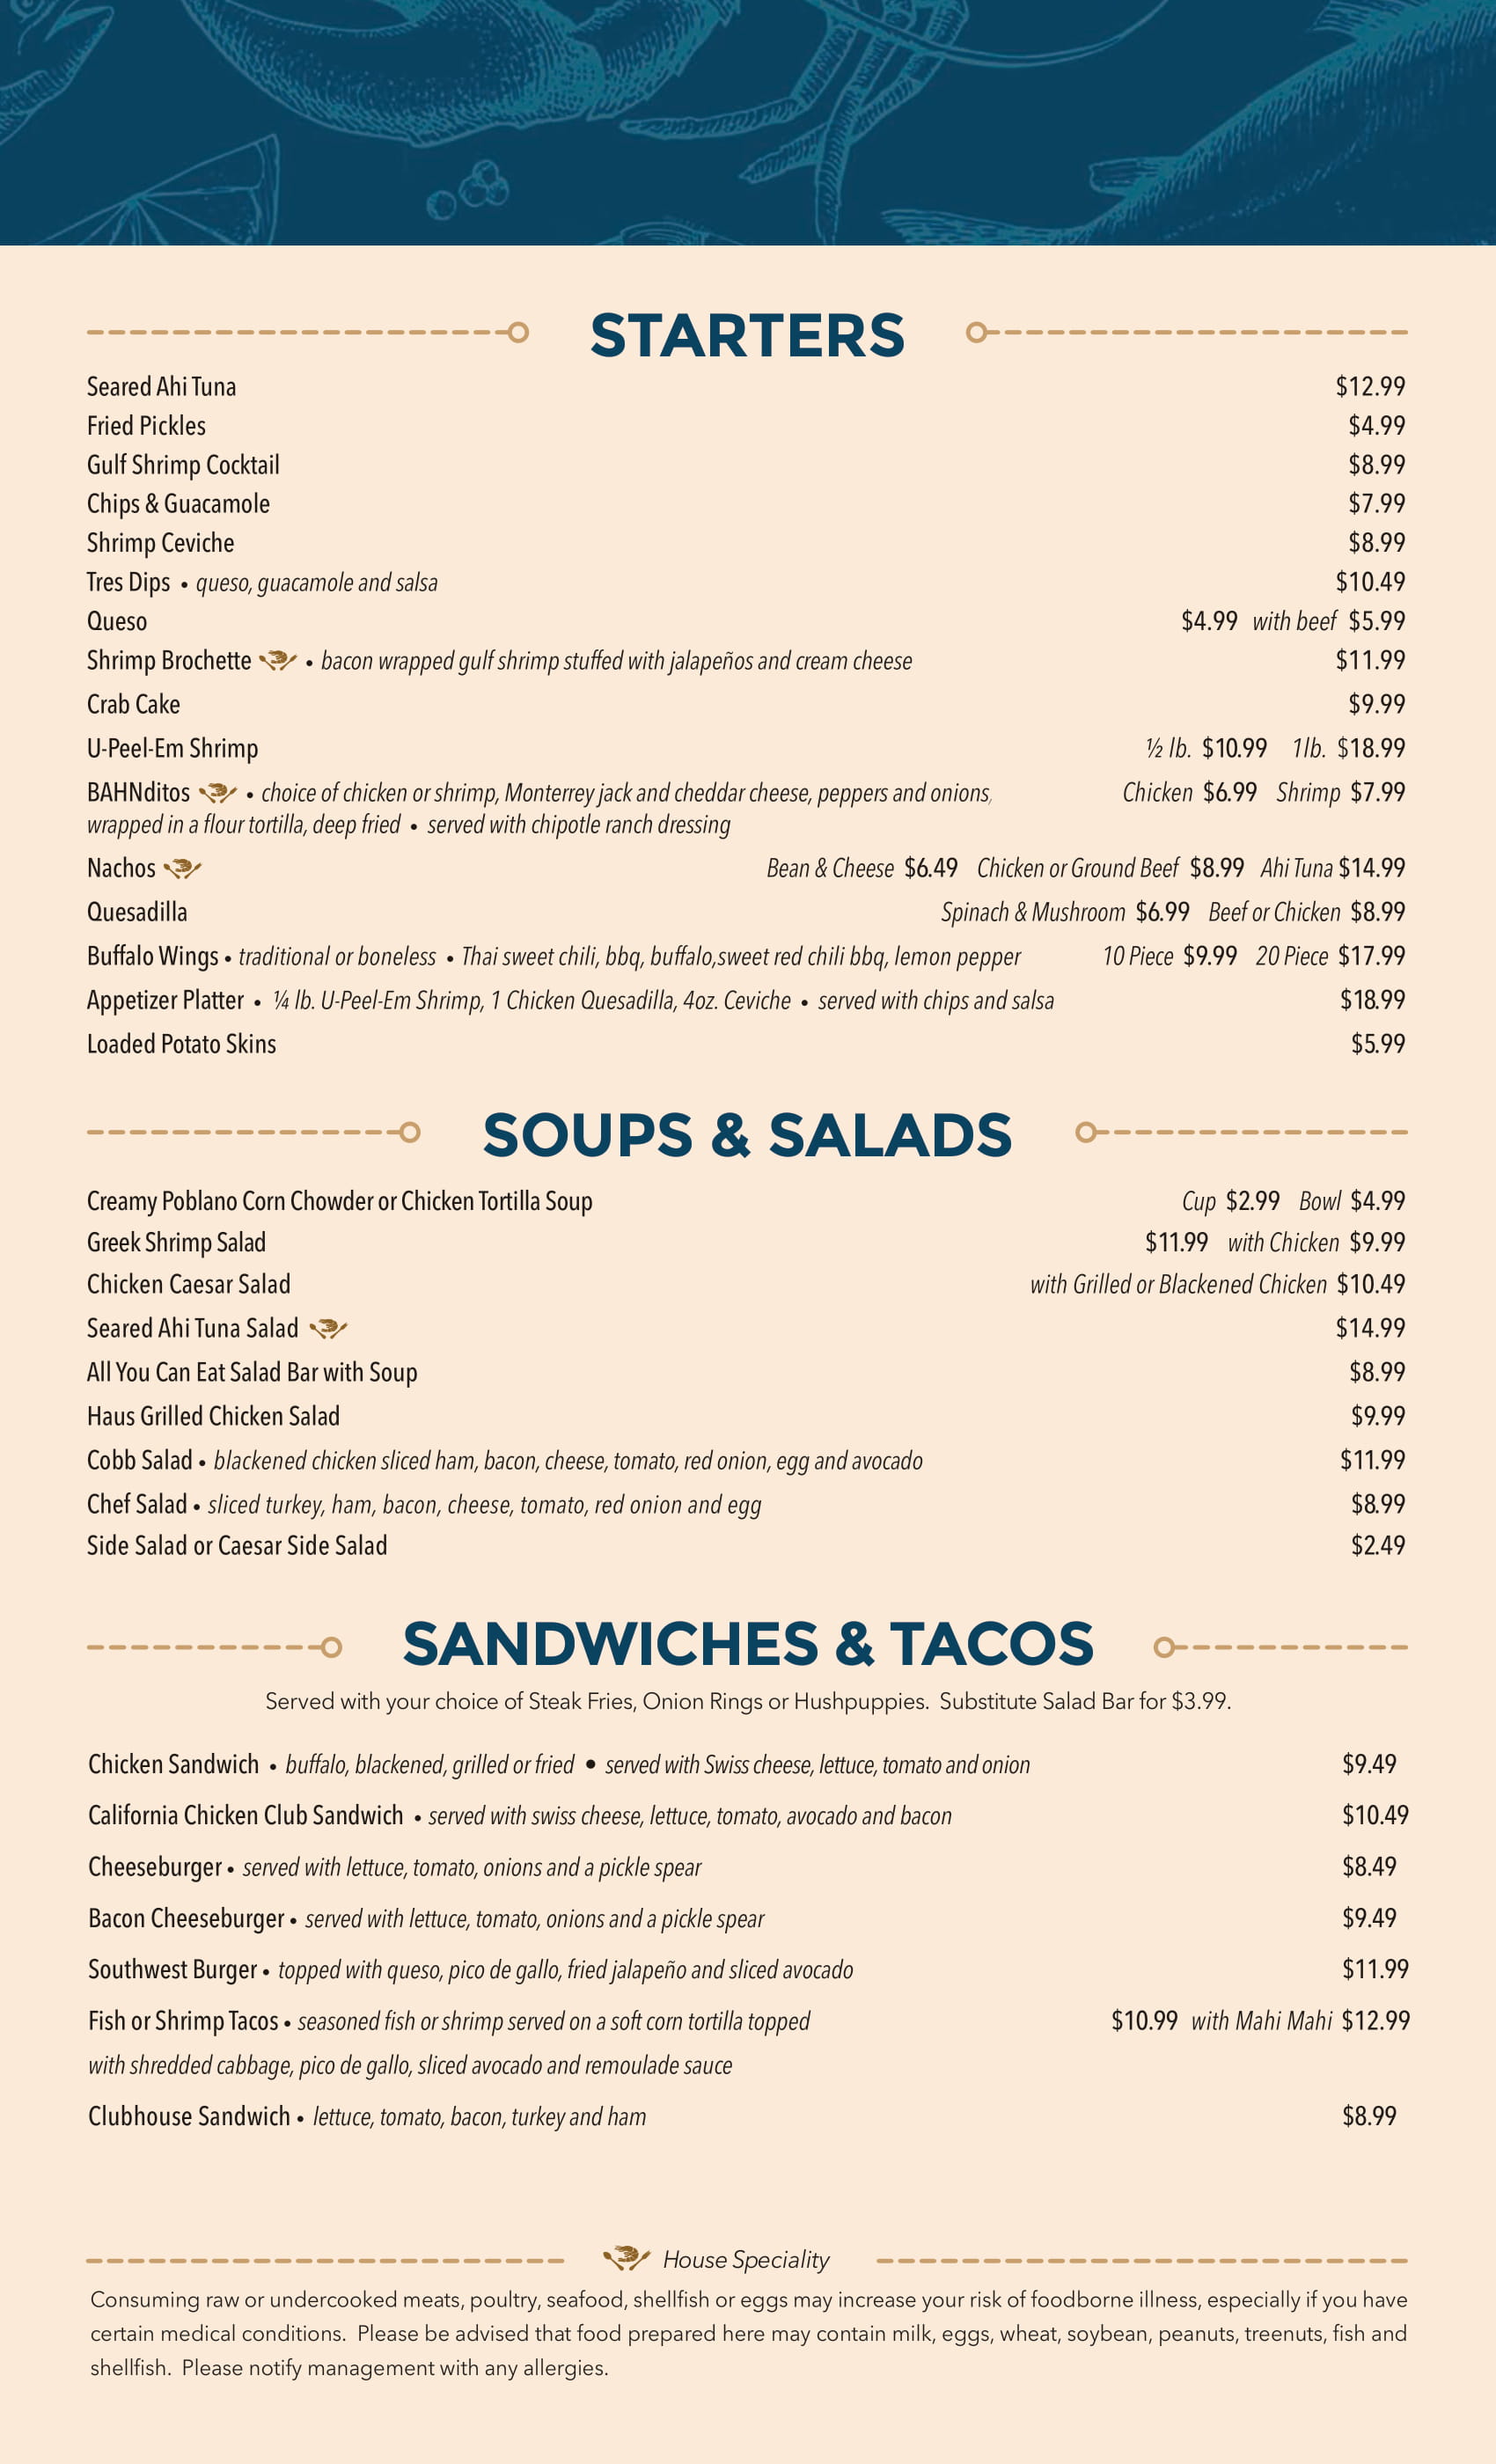 STARTERS
Seared Ahi Tuna $12.99
Fried Pickles $4.99
Gulf Shrimp Cocktail $8.99
Chips & Guacamole $7.99
Shrimp Ceviche $8.99
Tres Dips • queso, guacamole and salsa $10.49
Queso $4.99 with beef $5.99
Shrimp Brochette • bacon wrapped gulf shrimp stuffed with jalapeños and cream cheese $11.99
Crab Cake $9.99
U-Peel-Em Shrimp ½ lb. $10.99 1lb. $18.99
BAHNditos • choice of chicken or shrimp, Monterrey jack and cheddar cheese, peppers and onions, Chicken $6.99 Shrimp $7.99
wrapped in a flour tortilla, deep fried • served with chipotle ranch dressing
Nachos Bean & Cheese $6.49 Chicken or Ground Beef $8.99 Ahi Tuna $14.99
Quesadilla Spinach & Mushroom $6.99 Beef or Chicken $8.99
Buffalo Wings • traditional or boneless • Thai sweet chili, bbq, buffalo,sweet red chili bbq, lemon pepper 10 Piece $9.99 20 Piece $17.99
Appetizer Platter • ¼ lb. U-Peel-Em Shrimp, 1 Chicken Quesadilla, 4oz. Ceviche • served with chips and salsa $18.99
Loaded Potato Skins $5.99
SOUPS & SALADS
Creamy Poblano Corn Chowder or Chicken Tortilla Soup Cup $2.99 Bowl $4.99
Greek Shrimp Salad $11.99 with Chicken $9.99
Chicken Caesar Salad with Grilled or Blackened Chicken $10.49
Seared Ahi Tuna Salad $14.99
All You Can Eat Salad Bar with Soup $8.99
Haus Grilled Chicken Salad $9.99
Cobb Salad • blackened chicken sliced ham, bacon, cheese, tomato, red onion, egg and avocado $11.99
Chef Salad • sliced turkey, ham, bacon, cheese, tomato, red onion and egg $8.99
Side Salad or Caesar Side Salad $2.49
SANDWICHES & TACOS
Served with your choice of Steak Fries, Onion Rings or Hushpuppies. Substitute Salad Bar for $3.99.
Chicken Sandwich • buffalo, blackened, grilled or fried • served with Swiss cheese, lettuce, tomato and onion $9.49
California Chicken Club Sandwich • served with swiss cheese, lettuce, tomato, avocado and bacon $10.49
Cheeseburger • served with lettuce, tomato, onions and a pickle spear $8.49
Bacon Cheeseburger • served with lettuce, tomato, onions and a pickle spear $9.49
Southwest Burger • topped with queso, pico de gallo, fried jalapeño and sliced avocado $11.99
Fish or Shrimp Tacos • seasoned fish or shrimp served on a soft corn tortilla topped $10.99 with Mahi Mahi $12.99
with shredded cabbage, pico de gallo, sliced avocado and remoulade sauce
Clubhouse Sandwich • lettuce, tomato, bacon, turkey and ham $8.99
House Speciality
Consuming raw or undercooked meats, poultry, seafood, shellfish or eggs may increase your risk of foodborne illness, especially if you have
certain medical conditions. Please be advised that food prepared here may contain milk, eggs, wheat, soybean, peanuts, treenuts, fish and
shellfish. Please notify management with any allergies.